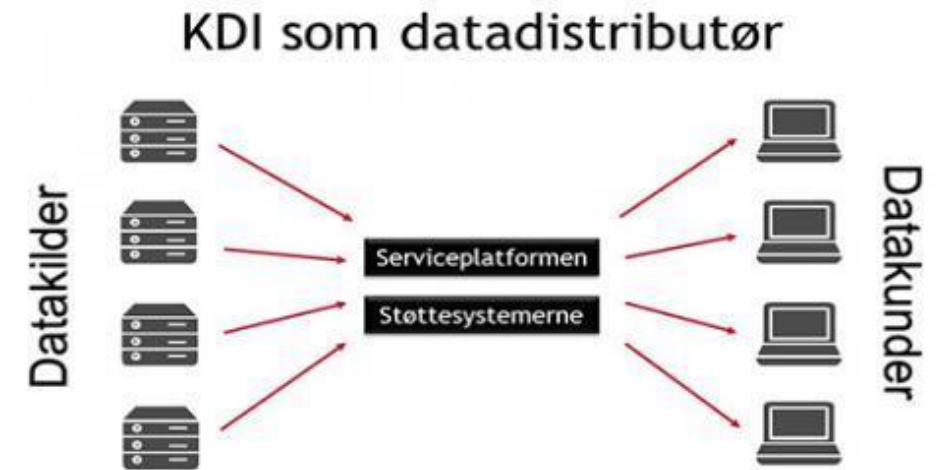 KDI som datadistributør
Datakilder
Serviceplatformen
Støttesystemerne
Datakunder